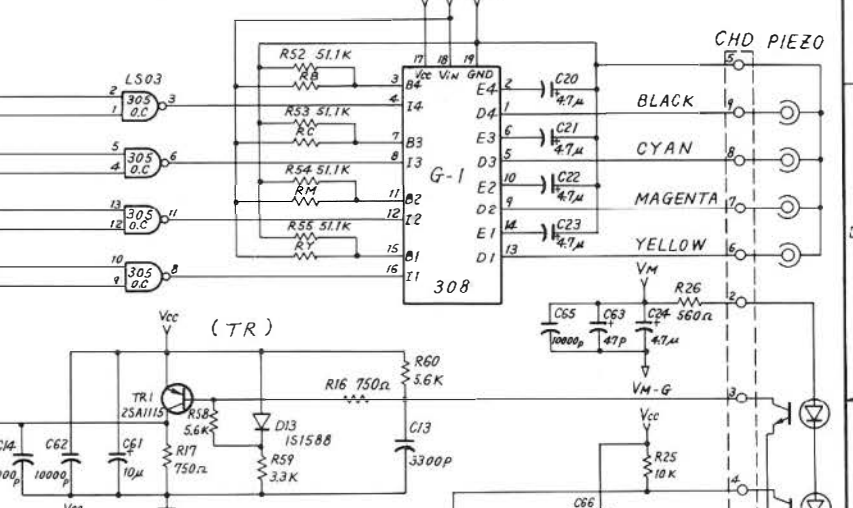 CHD PIEZO
R52 51.1K
RB
17 18 19
Vcc VIN GND
5
LS03
2
1
305
O.C
3
3 B4
4 I4
E4 2
D4 1
C20
4.7µ
BLACK
9
R53 51.1K
RC
5
4
305
O.C
6
7 B3
8 I3
G-1
E3 6
D3 5
C21
4.7µ
CYAN
8
R54 51.1K
RM
13
12
305
O.C
11
11 B2
12 I2
E2 10
D2 9
C22
4.7µ
MAGENTA
7
R55 51.1K
RY
10
9
305
O.C
8
15 B1
16 I1
E1 14
D1 13
C23
4.7µ
YELLOW
6
308
VM
R26
560Ω
2
C65
10000p
C63
47P
C24
4.7µ
VM-G
3
Vcc
(TR)
R60
5.6K
R16 750Ω
TR1
2SA1115
R58
5.6K
D13
1S1588
C13
3300P
C14
C62
10000p
C61
10µ
R17
750Ω
R59
3.3K
Vcc
R25
10K
4
C66
Vcc